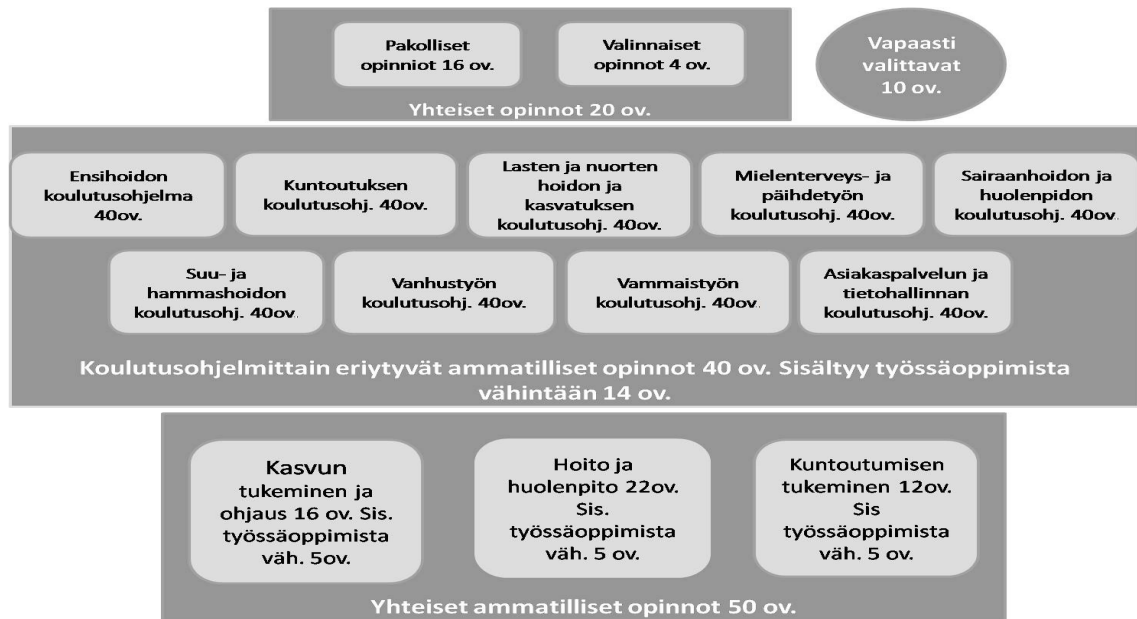 Pakolliset
opinniot 16 ov.
Valinnaiset
opinnot 4 ov.
Yhteiset opinnot 20 ov.
Vapaasti
valittavat
10 ov.
Ensihoidon
koulutusohjelma
40ov.
Kuntoutuksen
koulutusohj. 40ov.
Lasten ja nuorten
hoidon ja
kasvatuksen
koulutusohj. 40ov.
Mielenterveys- ja
päihdetyön
koulutusohj. 40ov.
Sairaanhoidon ja
huolenpidon
koulutusohj. 40ov.
Suu- ja
hammashoidon
koulutusohj. 40ov.
Vanhustyön
koulutusohj. 40ov.
Vammaistyön
koulutusohj. 40ov.
Asiakaspalvelun ja
tietohallinnan
koulutusohj. 40ov.
Koulutusohjelmittain eriytyvät ammatilliset opinnot 40 ov. Sisältyy työssäoppimista
vähintään 14 ov.
Kasvun
tukeminen ja
ohjaus 16 ov. Sis.
työssäoppimista
väh. 5ov.
Hoito ja
huolenpito 22ov.
Sis.
työssäoppimista
väh. 5 ov.
Kuntoutumisen
tukeminen 12ov.
Sis
työssäoppimista
väh. 5 ov.
Yhteiset ammatilliset opinnot 50 ov.